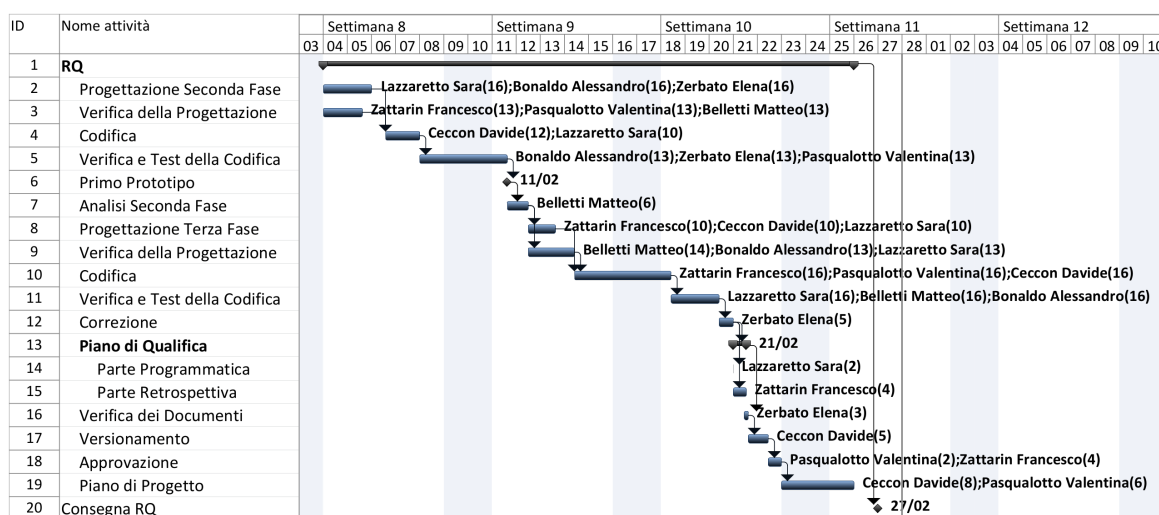 ID Nome attività Settimana 8 Settimana 9 Settimana 10 Settimana 11 Settimana 12
03 04 05 06 07 08 09 10 11 12 13 14 15 16 17 18 19 20 21 22 23 24 25 26 27 28 01 02 03 04 05 06 07 08 09 10
1 RQ
2 Progettazione Seconda Fase Lazzaretto Sara(16);Bonaldo Alessandro(16);Zerbato Elena(16)
3 Verifica della Progettazione Zattarin Francesco(13);Pasqualotto Valentina(13);Belletti Matteo(13)
4 Codifica Ceccon Davide(12);Lazzaretto Sara(10)
5 Verifica e Test della Codifica Bonaldo Alessandro(13);Zerbato Elena(13);Pasqualotto Valentina(13)
6 Primo Prototipo 11/02
7 Analisi Seconda Fase Belletti Matteo(6)
8 Progettazione Terza Fase Zattarin Francesco(10);Ceccon Davide(10);Lazzaretto Sara(10)
9 Verifica della Progettazione Belletti Matteo(14);Bonaldo Alessandro(13);Lazzaretto Sara(13)
10 Codifica Zattarin Francesco(16);Pasqualotto Valentina(16);Ceccon Davide(16)
11 Verifica e Test della Codifica Lazzaretto Sara(16);Belletti Matteo(16);Bonaldo Alessandro(16)
12 Correzione Zerbato Elena(5)
13 Piano di Qualifica 21/02
14 Parte Programmatica Lazzaretto Sara(2)
15 Parte Retrospettiva Zattarin Francesco(4)
16 Verifica dei Documenti Zerbato Elena(3)
17 Versionamento Ceccon Davide(5)
18 Approvazione Pasqualotto Valentina(2);Zattarin Francesco(4)
19 Piano di Progetto Ceccon Davide(8);Pasqualotto Valentina(6)
20 Consegna RQ 27/02